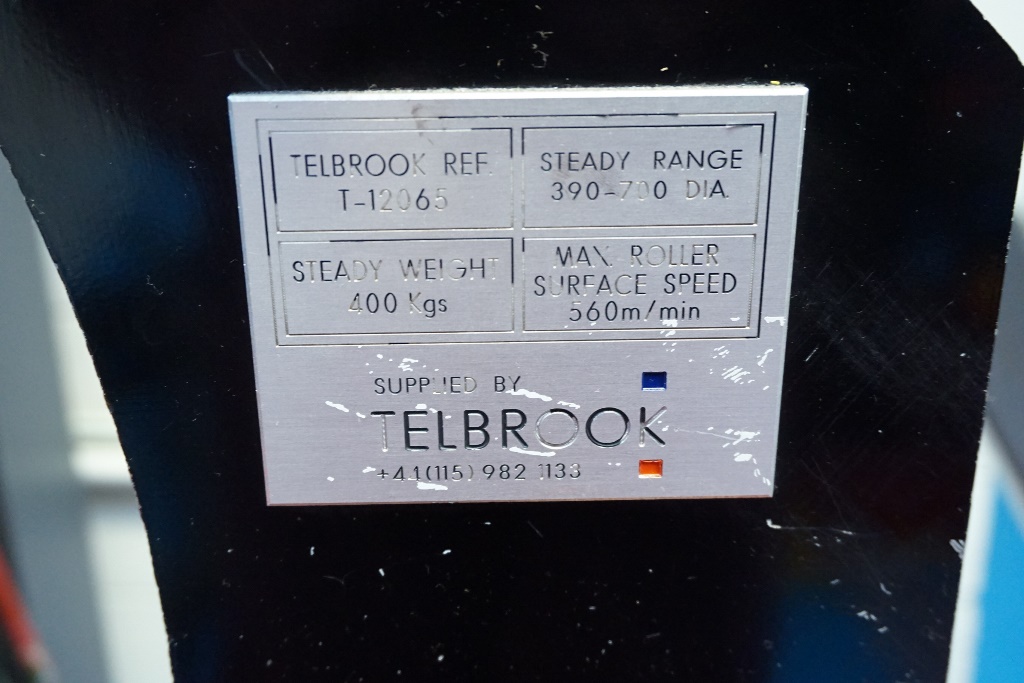 TELBROOK REF.
T-12065
STEADY RANGE
390-700 DIA.
STEADY WEIGHT
400 Kgs
MAX. ROLLER
SURFACE SPEED
560m/min
SUPPLIED BY
TELBROOK
+44(115) 982 1133